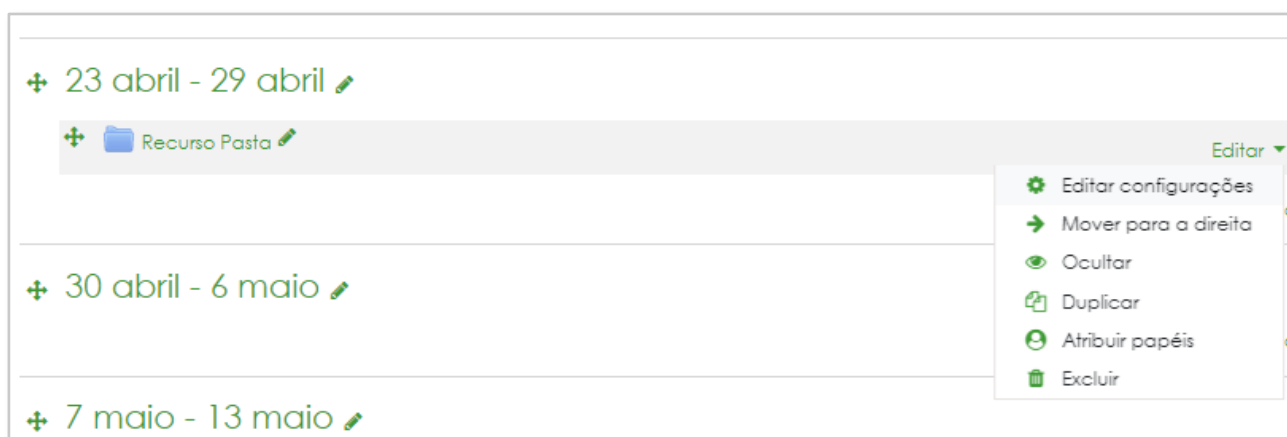 23 abril - 29 abril
Recurso Pasta
Editar
Editar configurações
Mover para a direita
Ocultar
30 abril - 6 maio
Duplicar
Atribuir papéis
Excluir
7 maio - 13 maio